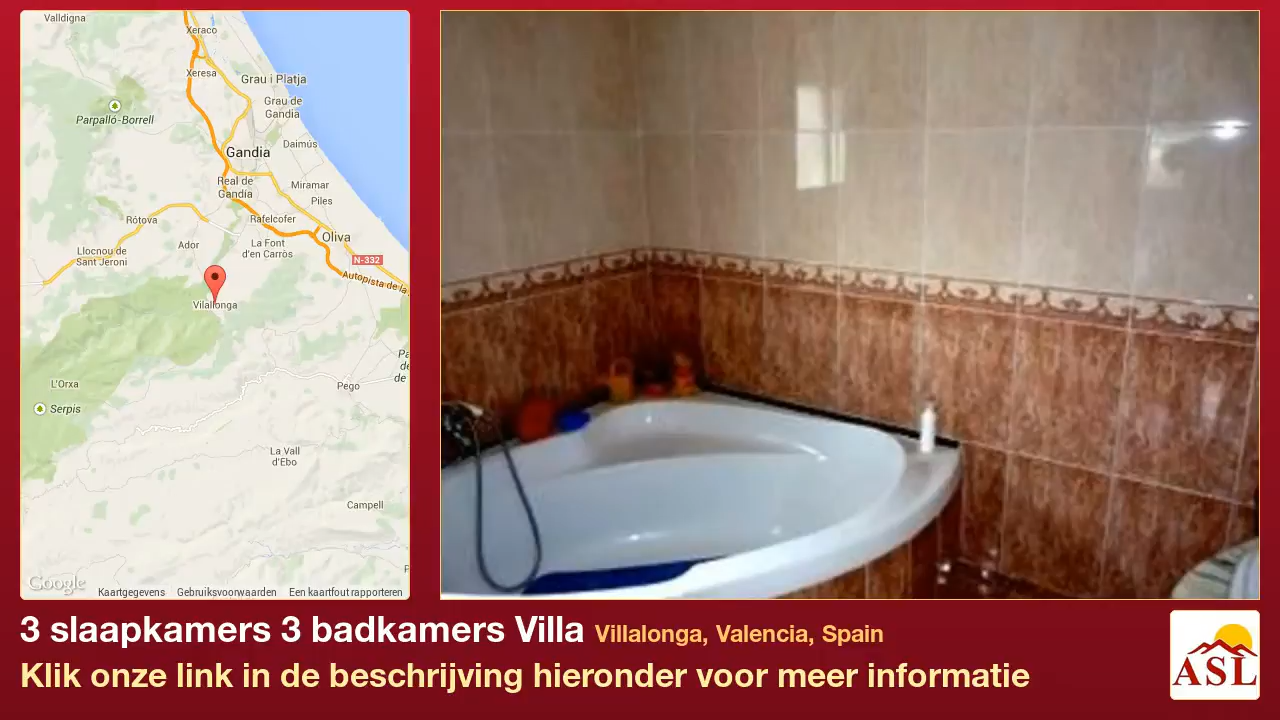 Valldigna
Xeraco
Xeresa
Grau i Platja
Grau de
Gandia
Parpalló-Borrell
Daimús
Gandia
Real de
Gandia
Miramar
Piles
Ròtova
Rafelcofer
Oliva
Ador
La Font
d'en Carròs
Llocnou de
Sant Jeroni
N-332
Autopista de la
Vilallonga
L'Orxa
Serpis
Pego
La Vall
d'Ebo
Campell
Google
Kaartgegevens Gebruiksvoorwaarden Een kaartfout rapporteren
3 slaapkamers 3 badkamers Villa Villalonga, Valencia, Spain
Klik onze link in de beschrijving hieronder voor meer informatie
ASL